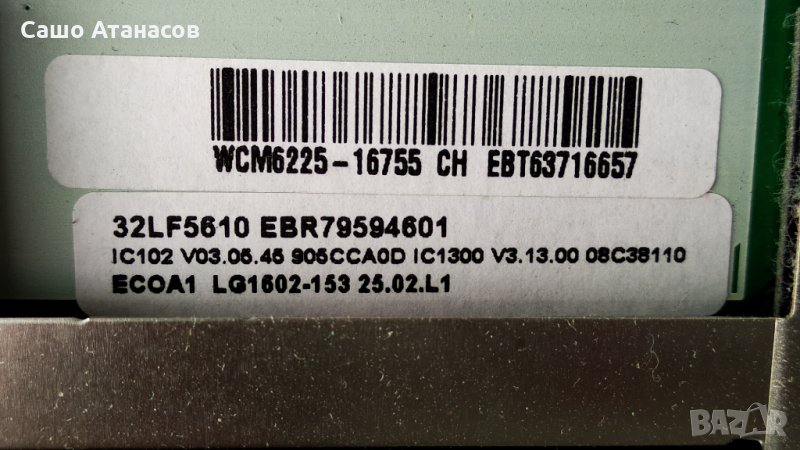 Сашо Атанасов
WCM6225-16755 CH EBT63716657
32LF5610 EBR79594601
IC102 V03.05.45 905CCA0D IC1300 V3.13.00 08C38110
ECOA1 LG1602-153 25.02.L1
BAZAR